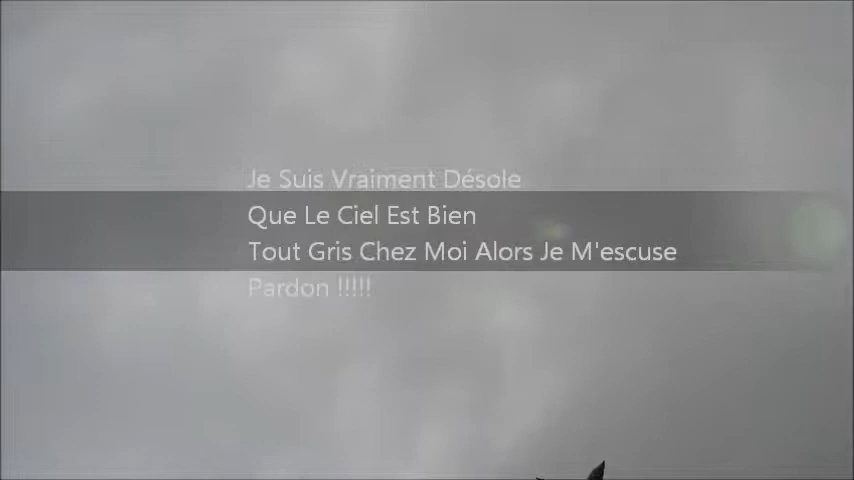 Je Suis Vraiment Désole
Que Le Ciel Est Bien
Tout Gris Chez Moi Alors Je M'escuse
Pardon !!!!!